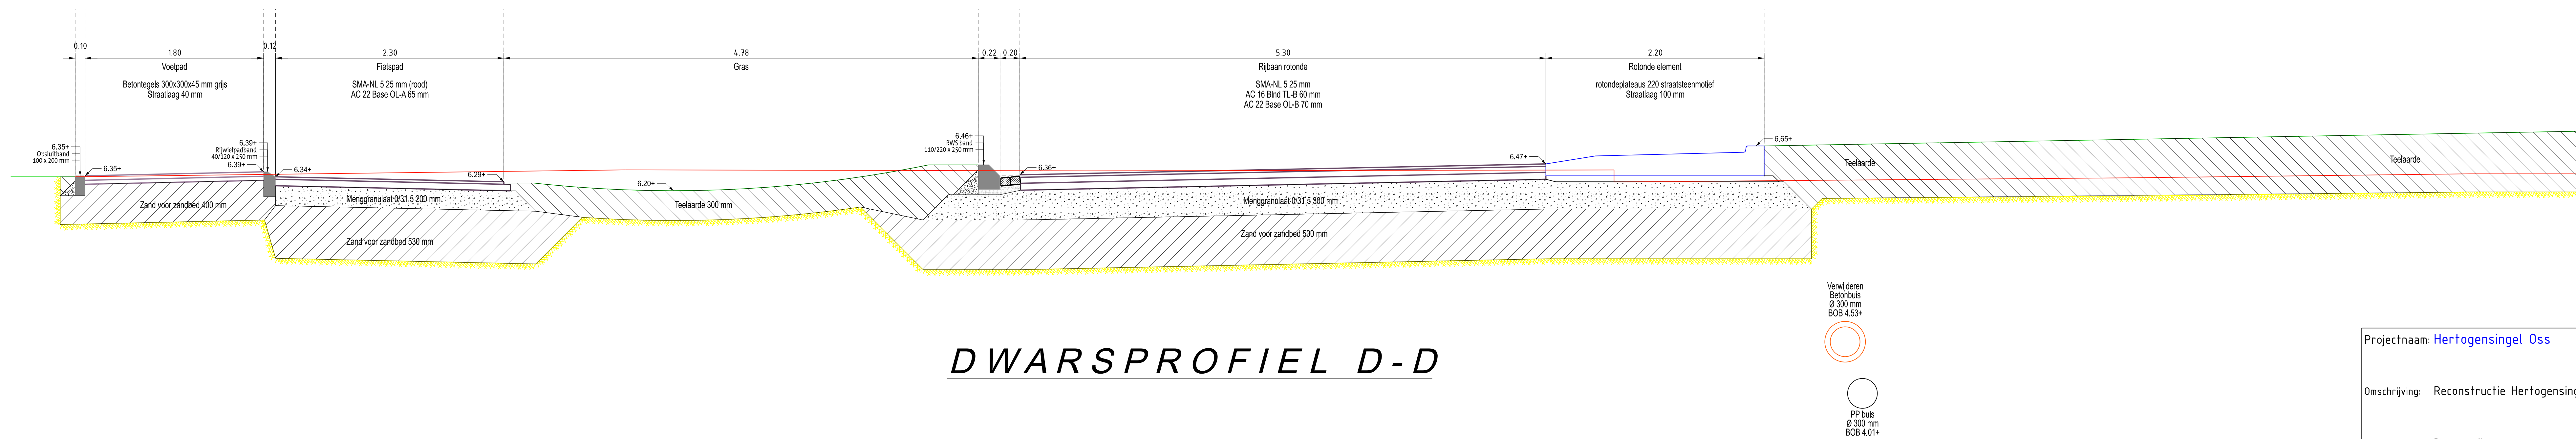 0.10
1.80
0.12
2.30
4.78
0.22
0.20
5.30
2.20
Voetpad
Fietspad
Gras
Rijbaan rotonde
Rotonde element
Betontegels 300x300x45 mm grijs
Straatlaag 40 mm
SMA-NL 5 25 mm (rood)
AC 22 Base OL-A 65 mm
SMA-NL 5 25 mm
AC 16 Bind TL-B 60 mm
AC 22 Base OL-B 70 mm
rotondeplateaus 220 straatsteenmotief
Straatlaag 100 mm
6,35+
Opsluitband
100 x 200 mm
6,35+
6,39+
Rijwielpadband
40/120 x 250 mm
6,39+
6,34+
6,29+
6,20+
6,46+
RWS band
110/220 x 250 mm
6,36+
6,47+
6,65+
Teelaarde
Teelaarde
Zand voor zandbed 400 mm
Menggranulaat 0/31,5 200 mm
Teelaarde 300 mm
Menggranulaat 0/31,5 300 mm
Zand voor zandbed 530 mm
Zand voor zandbed 500 mm
Verwijderen
Betonbuis
Ø 300 mm
BOB 4.53+
DWARSPROFIEL D-D
PP buis
Ø 300 mm
BOB 4.01+
Projectnaam: Hertogensingel Oss
Omschrijving: Reconstructie Hertogensing